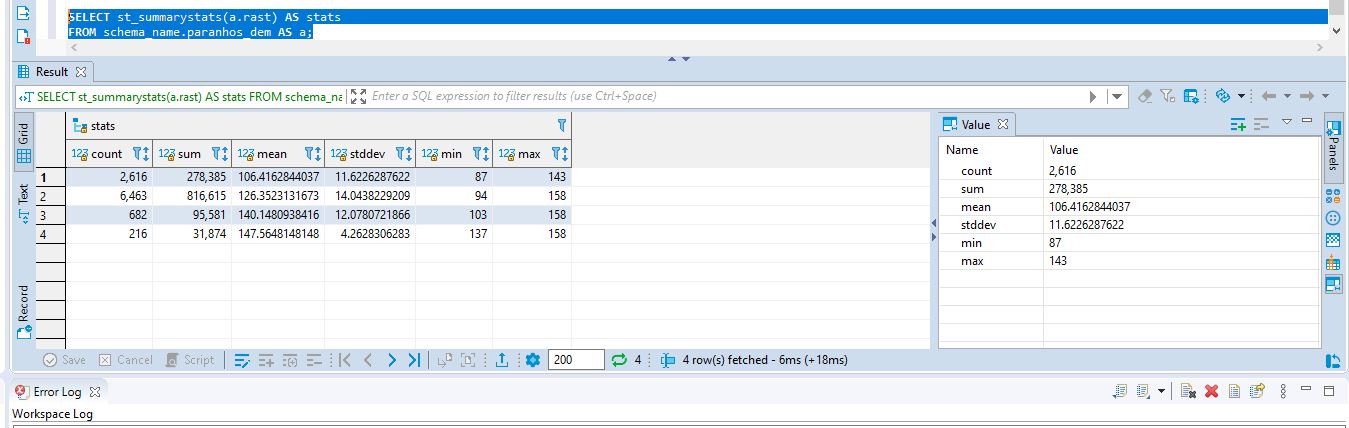 SELECT st_summarystats(a.rast) AS stats
FROM schema_name.paranhos_dem AS a;
Result
SELECT st_summarystats(a.rast) AS stats FROM schema_na
Enter a SQL expression to filter results (use Ctrl+Space)
Grid
Text
Record
stats
123 count 123 sum 123 mean 123 stddev 123 min 123 max
1 2,616 278,385 106.4162844037 11.6226287622 87 143
2 6,463 816,615 126.3523131673 14.0438229209 94 158
3 682 95,581 140.1480938416 12.0780721866 103 158
4 216 31,874 147.5648148148 4.2628306283 137 158
Value
Name Value
count 2,616
sum 278,385
mean 106.4162844037
stddev 11.6226287622
min 87
max 143
Panels
Save Cancel Script 200 4 4 row(s) fetched - 6ms (+18ms)
Error Log
Workspace Log